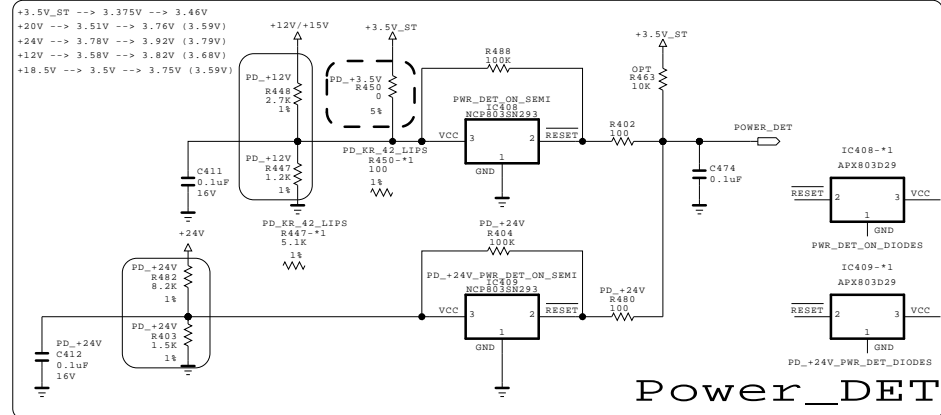 +3.5V_ST --> 3.375V --> 3.46V
+20V --> 3.51V --> 3.76V (3.59V)
+24V --> 3.78V --> 3.92V (3.79V)
+12V --> 3.58V --> 3.82V (3.68V)
+18.5V --> 3.5V --> 3.75V (3.59V)
+12V/+15V
+3.5V_ST
PD_+12V
R448
2.7K
1%
PD_+3.5V
R450
0
5%
R488
100K
PWR_DET_ON_SEMI
IC408
NCP803SN293
VCC
3
2
RESET
1
GND
+3.5V_ST
OPT
R463
10K
R402
100
POWER_DET
C474
0.1uF
C411
0.1uF
16V
PD_+12V
R447
1.2K
1%
PD_KR_42_LIPS
R450-*1
100
1%
PD_KR_42_LIPS
R447-*1
5.1K
1%
IC408-*1
APX803D29
RESET
2
3
VCC
1
GND
PWR_DET_ON_DIODES
+24V
PD_+24V
R482
8.2K
1%
PD_+24V
R403
1.5K
1%
PD_+24V
C412
0.1uF
16V
PD_+24V
R404
100K
PD_+24V_PWR_DET_ON_SEMI
IC409
NCP803SN293
VCC
3
2
RESET
1
GND
PD_+24V
R480
100
IC409-*1
APX803D29
RESET
2
3
VCC
1
GND
PD_+24V_PWR_DET_DIODES
Power_DET